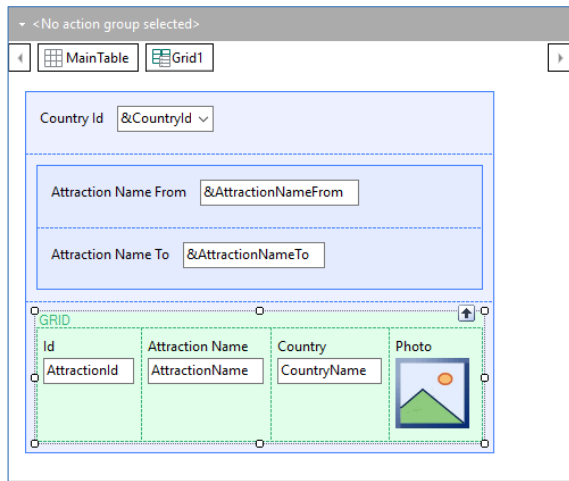 <No action group selected>
MainTable Grid1
Country Id &CountryId
Attraction Name From &AttractionNameFrom
Attraction Name To &AttractionNameTo
GRID
Id Attraction Name Country Photo
AttractionId AttractionName CountryName